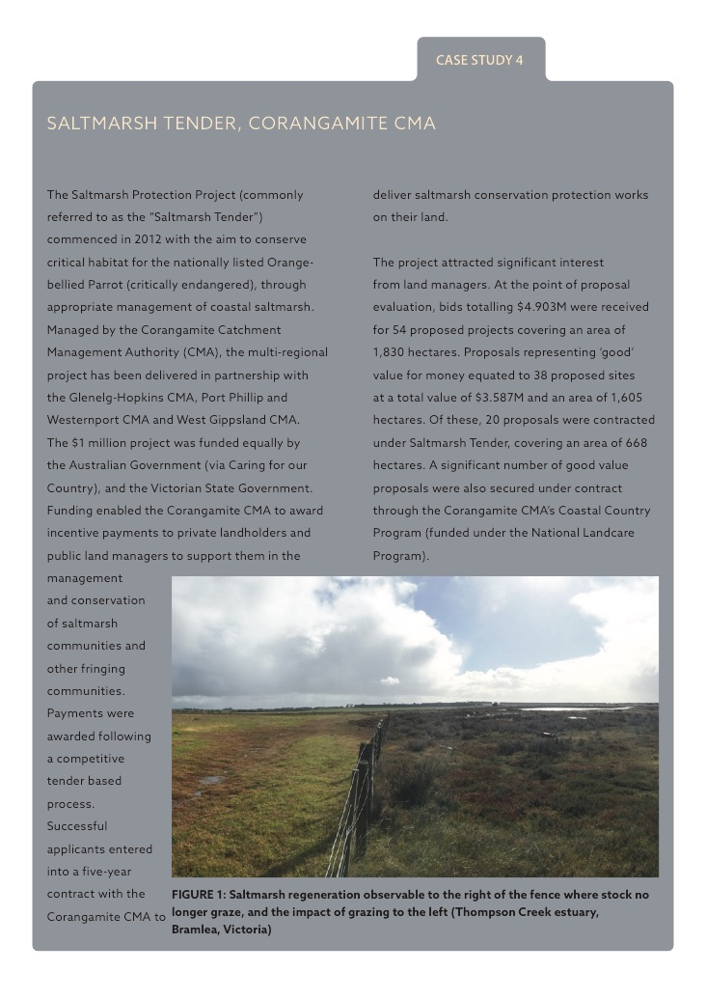 CASE STUDY 4
SALTMARSH TENDER, CORANGAMITE CMA
The Saltmarsh Protection Project (commonly
referred to as the “Saltmarsh Tender”)
commenced in 2012 with the aim to conserve
critical habitat for the nationally listed Orange-
bellied Parrot (critically endangered), through
appropriate management of coastal saltmarsh.
Managed by the Corangamite Catchment
Management Authority (CMA), the multi-regional
project has been delivered in partnership with
the Glenelg-Hopkins CMA, Port Phillip and
Westernport CMA and West Gippsland CMA.
The $1 million project was funded equally by
the Australian Government (via Caring for our
Country), and the Victorian State Government.
Funding enabled the Corangamite CMA to award
incentive payments to private landholders and
public land managers to support them in the
management
and conservation
of saltmarsh
communities and
other fringing
communities.
Payments were
awarded following
a competitive
tender based
process.
Successful
applicants entered
into a five-year
contract with the
Corangamite CMA to
deliver saltmarsh conservation protection works
on their land.
The project attracted significant interest
from land managers. At the point of proposal
evaluation, bids totalling $4.903M were received
for 54 proposed projects covering an area of
1,830 hectares. Proposals representing ‘good’
value for money equated to 38 proposed sites
at a total value of $3.587M and an area of 1,605
hectares. Of these, 20 proposals were contracted
under Saltmarsh Tender, covering an area of 668
hectares. A significant number of good value
proposals were also secured under contract
through the Corangamite CMA’s Coastal Country
Program (funded under the National Landcare
Program).
FIGURE 1: Saltmarsh regeneration observable to the right of the fence where stock no
longer graze, and the impact of grazing to the left (Thompson Creek estuary,
Bramlea, Victoria)